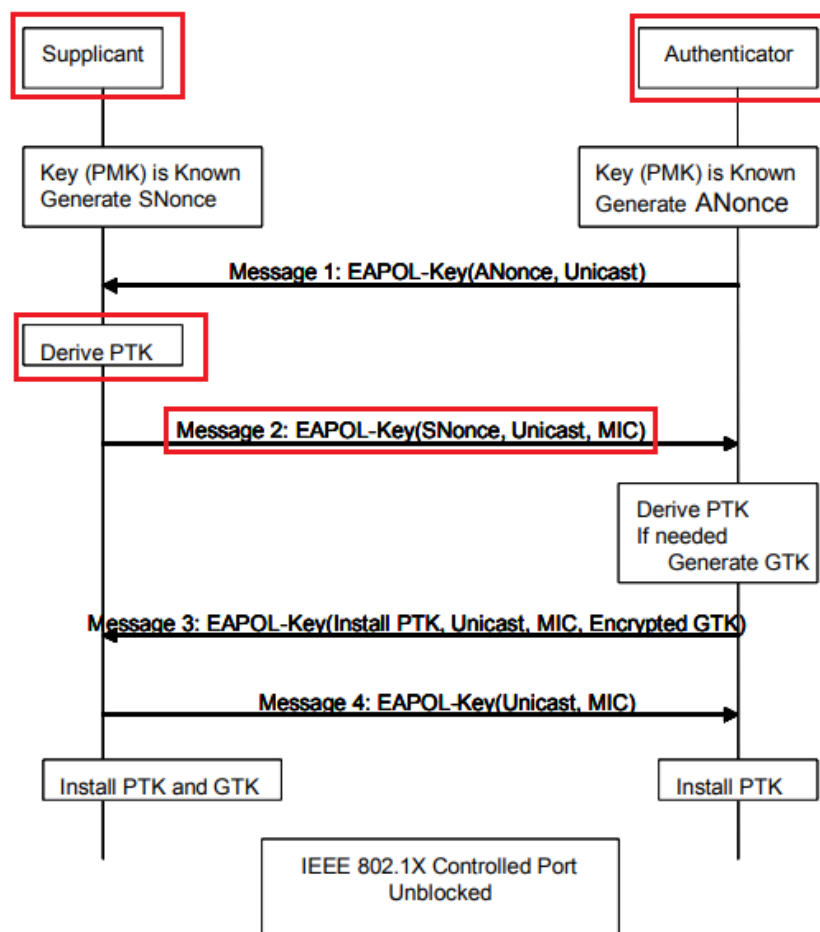 Supplicant
Authenticator
Key (PMK) is Known
Generate SNonce
Key (PMK) is Known
Generate ANonce
Message 1: EAPOL-Key(ANonce, Unicast)
Derive PTK
Message 2: EAPOL-Key(SNonce, Unicast, MIC)
Derive PTK
If needed
Generate GTK
Message 3: EAPOL-Key(Install PTK, Unicast, MIC, Encrypted GTK)
Message 4: EAPOL-Key(Unicast, MIC)
Install PTK and GTK
Install PTK
IEEE 802.1X Controlled Port
Unblocked